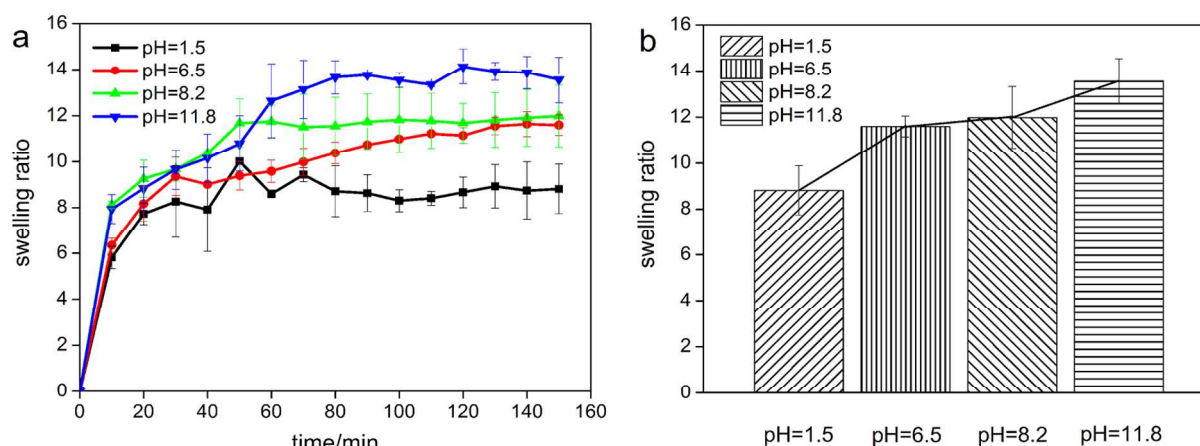 a
pH=1.5
pH=6.5
pH=8.2
pH=11.8
swelling ratio
16
14
12
10
8
6
4
2
0
0 20 40 60 80 100 120 140 160
time/min
b
pH=1.5
pH=6.5
pH=8.2
pH=11.8
swelling ratio
16
14
12
10
8
6
4
2
0
pH=1.5 pH=6.5 pH=8.2 pH=11.8